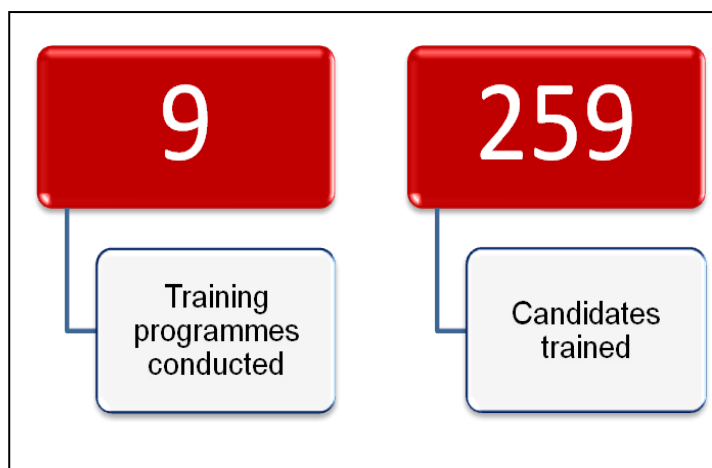 9
Training
programmes
conducted
259
Candidates
trained